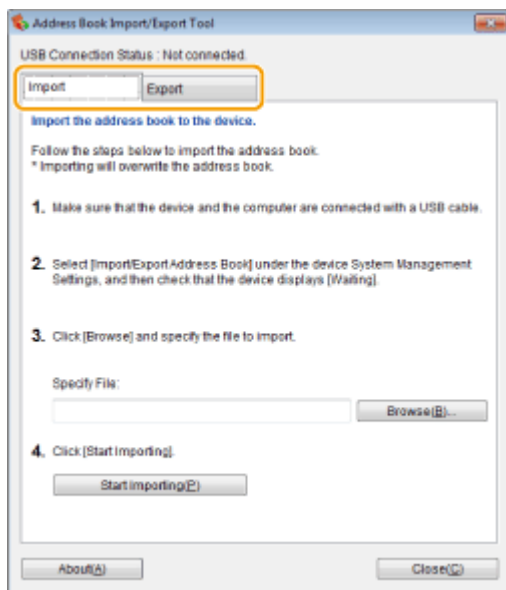 Address Book Import/Export Tool
USB Connection Status : Not connected.
Import Export
Import the address book to the device.
Follow the steps below to import the address book.
* Importing will overwrite the address book.
1. Make sure that the device and the computer are connected with a USB cable.
2. Select [Import/Export Address Book] under the device System Management
Settings, and then check that the device displays [Waiting].
3. Click [Browse] and specify the file to import.
Specify File:
Browse(B)...
4. Click [Start Importing].
Start Importing(P)
About(A) Close(C)